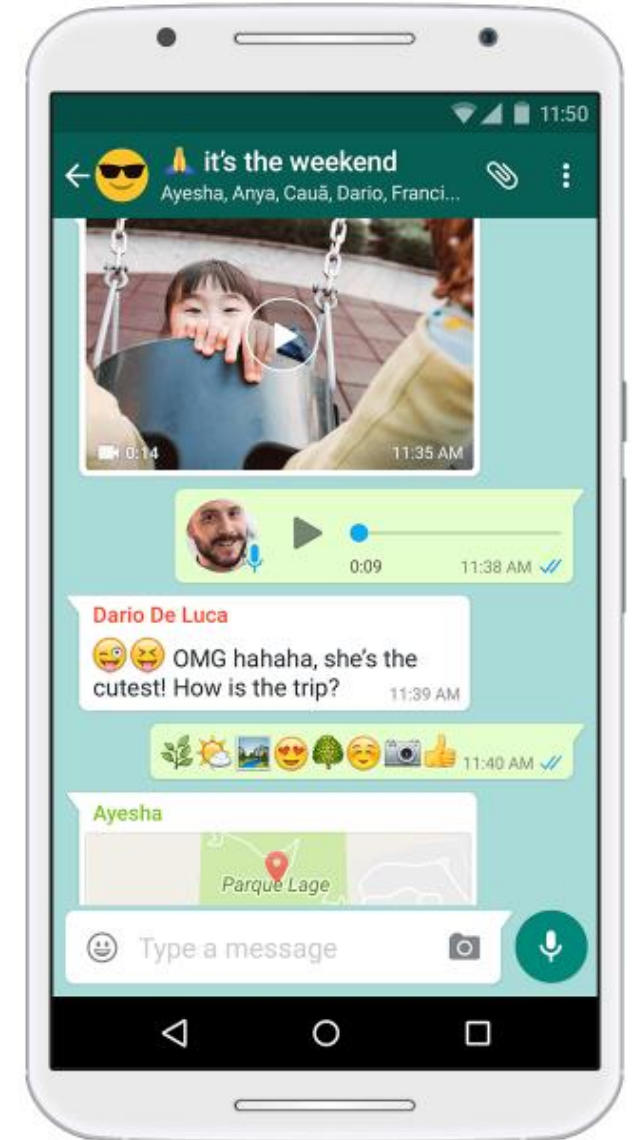 11:50
🙏 it's the weekend
Ayesha, Anya, Cauã, Dario, Franci...
0:14 11:35 AM
0:09 11:38 AM
Dario De Luca
😜😝 OMG hahaha, she's the
cutest! How is the trip? 11:39 AM
🌿🌤️🏞️😍🌳☺️📷👍 11:40 AM
Ayesha
Parque Lage
Type a message